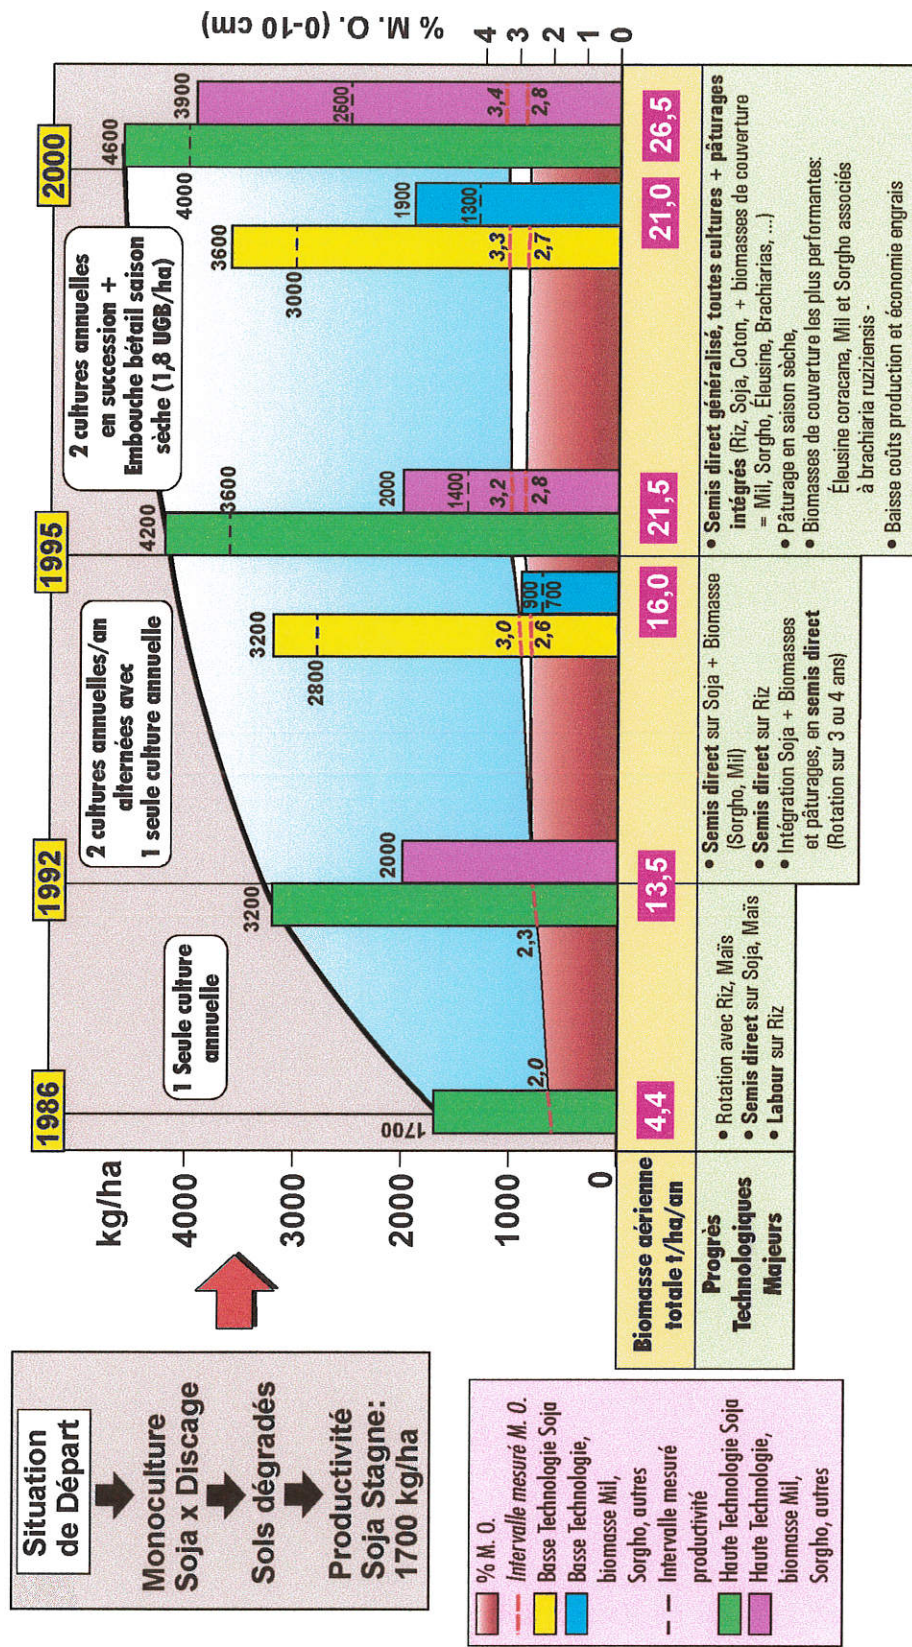 Situation
de Départ
Monoculture
Soja x Discage
Sols dégradés
Productivité
Soja Stagne:
1700 kg/ha
% M. O.
Intervalle mesuré M. O.
Basse Technologie Soja
Basse Technologie,
biomasse Mil,
Sorgho, autres
Intervalle mesuré
productivité
Haute Technologie Soja
Haute Technologie,
biomasse Mil,
Sorgho, autres
1986
1992
1995
2000
kg/ha
4000
3000
2000
1000
0
1 Seule culture
annuelle
2 cultures annuelles/an
alternées avec
1 seule culture annuelle
2 cultures annuelles
en succession +
Embouche bétail saison
sèche (1,8 UGB/ha)
1700
2,0
3200
2,3
2000
3200
2800
3,0
2,6
900
700
4200
3600
2000
1400
3,2
2,8
3600
3000
3,3
2,7
1900
1300
4600
4000
3900
2600
3,4
2,8
% M. O. (0-10 cm)
4
3
2
1
0
Biomasse aérienne
totale t/ha/an
4,4
13,5
16,0
21,5
21,0
26,5
Progrès
Technologiques
Majeurs
• Rotation avec Riz, Maïs
• Semis direct sur Soja, Maïs
• Labour sur Riz
• Semis direct sur Soja + Biomasse
(Sorgho, Mil)
• Semis direct sur Riz
• Intégration Soja + Biomasses
et pâturages, en semis direct
(Rotation sur 3 ou 4 ans)
• Semis direct généralisé, toutes cultures + pâturages
intégrés (Riz, Soja, Coton, + biomasses de couverture
= Mil, Sorgho, Éleusine, Brachiarias, ...)
• Pâturage en saison sèche,
• Biomasses de couverture les plus performantes:
Éleusine coracana, Mil et Sorgho associés
à brachiaria ruziziensis -
• Baisse coûts production et économie engrais